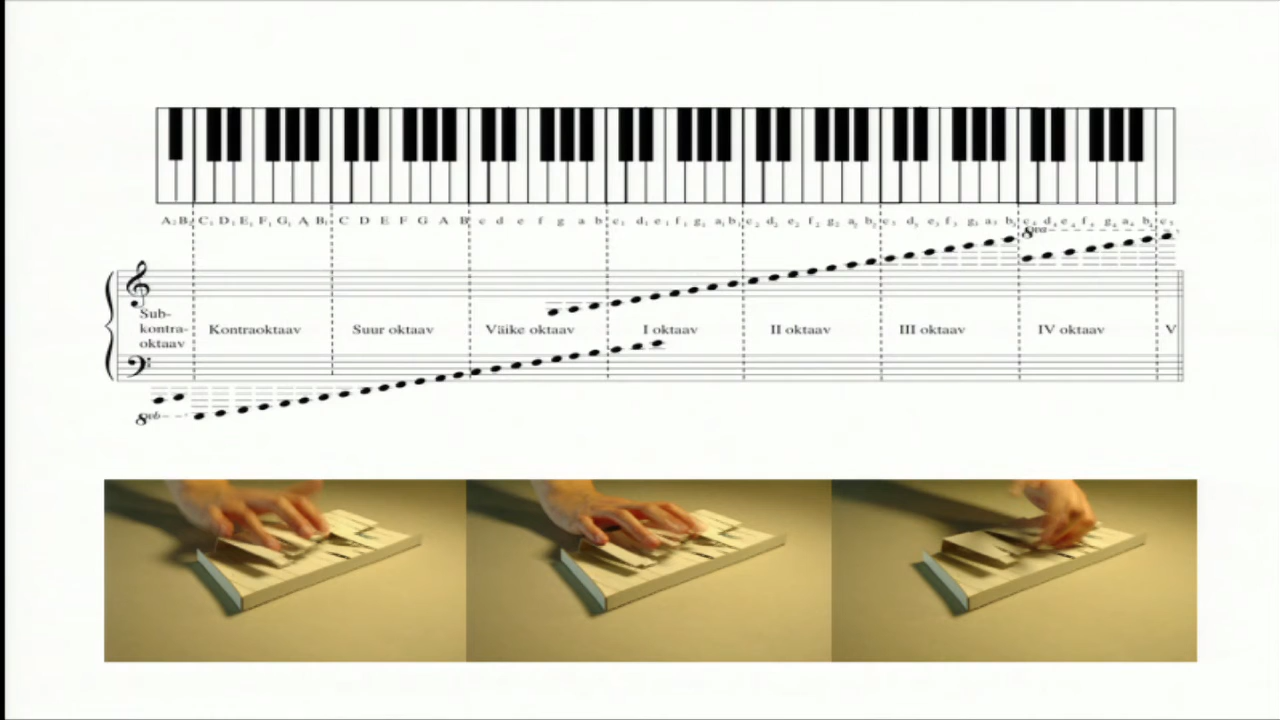 A₂ B₂ C₁ D₁ E₁ F₁ G₁ A₁ B₁ C D E F G A B c d e f g a b c₁ d₁ e₁ f₁ g₁ a₁ b₁ c₂ d₂ e₂ f₂ g₂ a₂ b₂ c₃ d₃ e₃ f₃ g₃ a₃ b₃ c₄ d₄ e₄ f₄ g₄ a₄ b₄ c₅
8va
Sub-
kontra-
oktaav
Kontraoktaav
Suur oktaav
Väike oktaav
I oktaav
II oktaav
III oktaav
IV oktaav
V
8vb